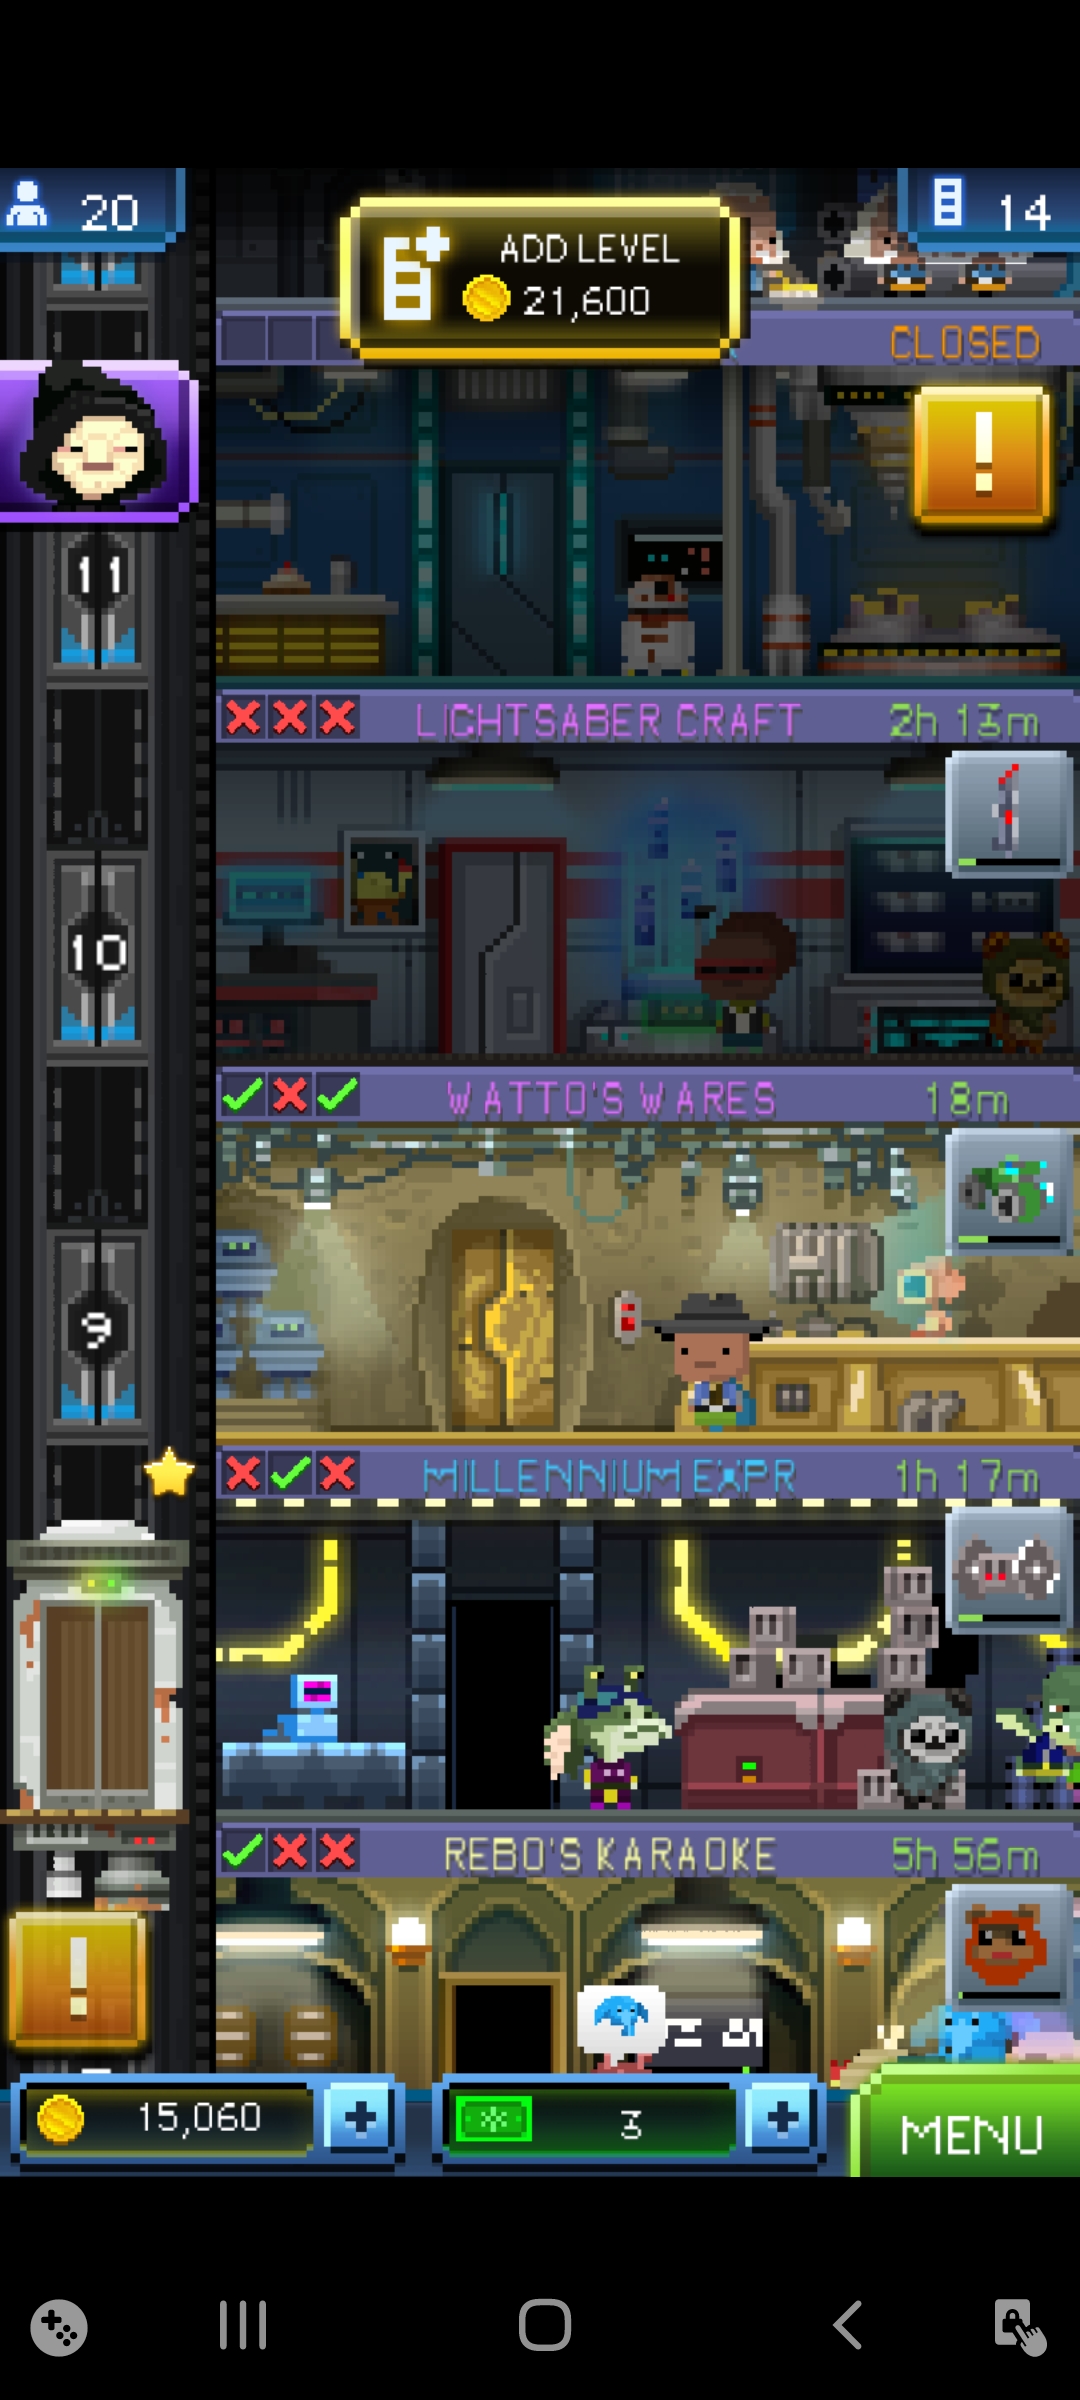 20
ADD LEVEL
21,600
14
CLOSED
!
11
LIGHTSABER CRAFT 2h 13m
10
WATTO'S WARES 18m
9
MILLENNIUM EXPR 1h 17m
REBO'S KARAOKE 5h 56m
!
15,060 + 3 + MENU